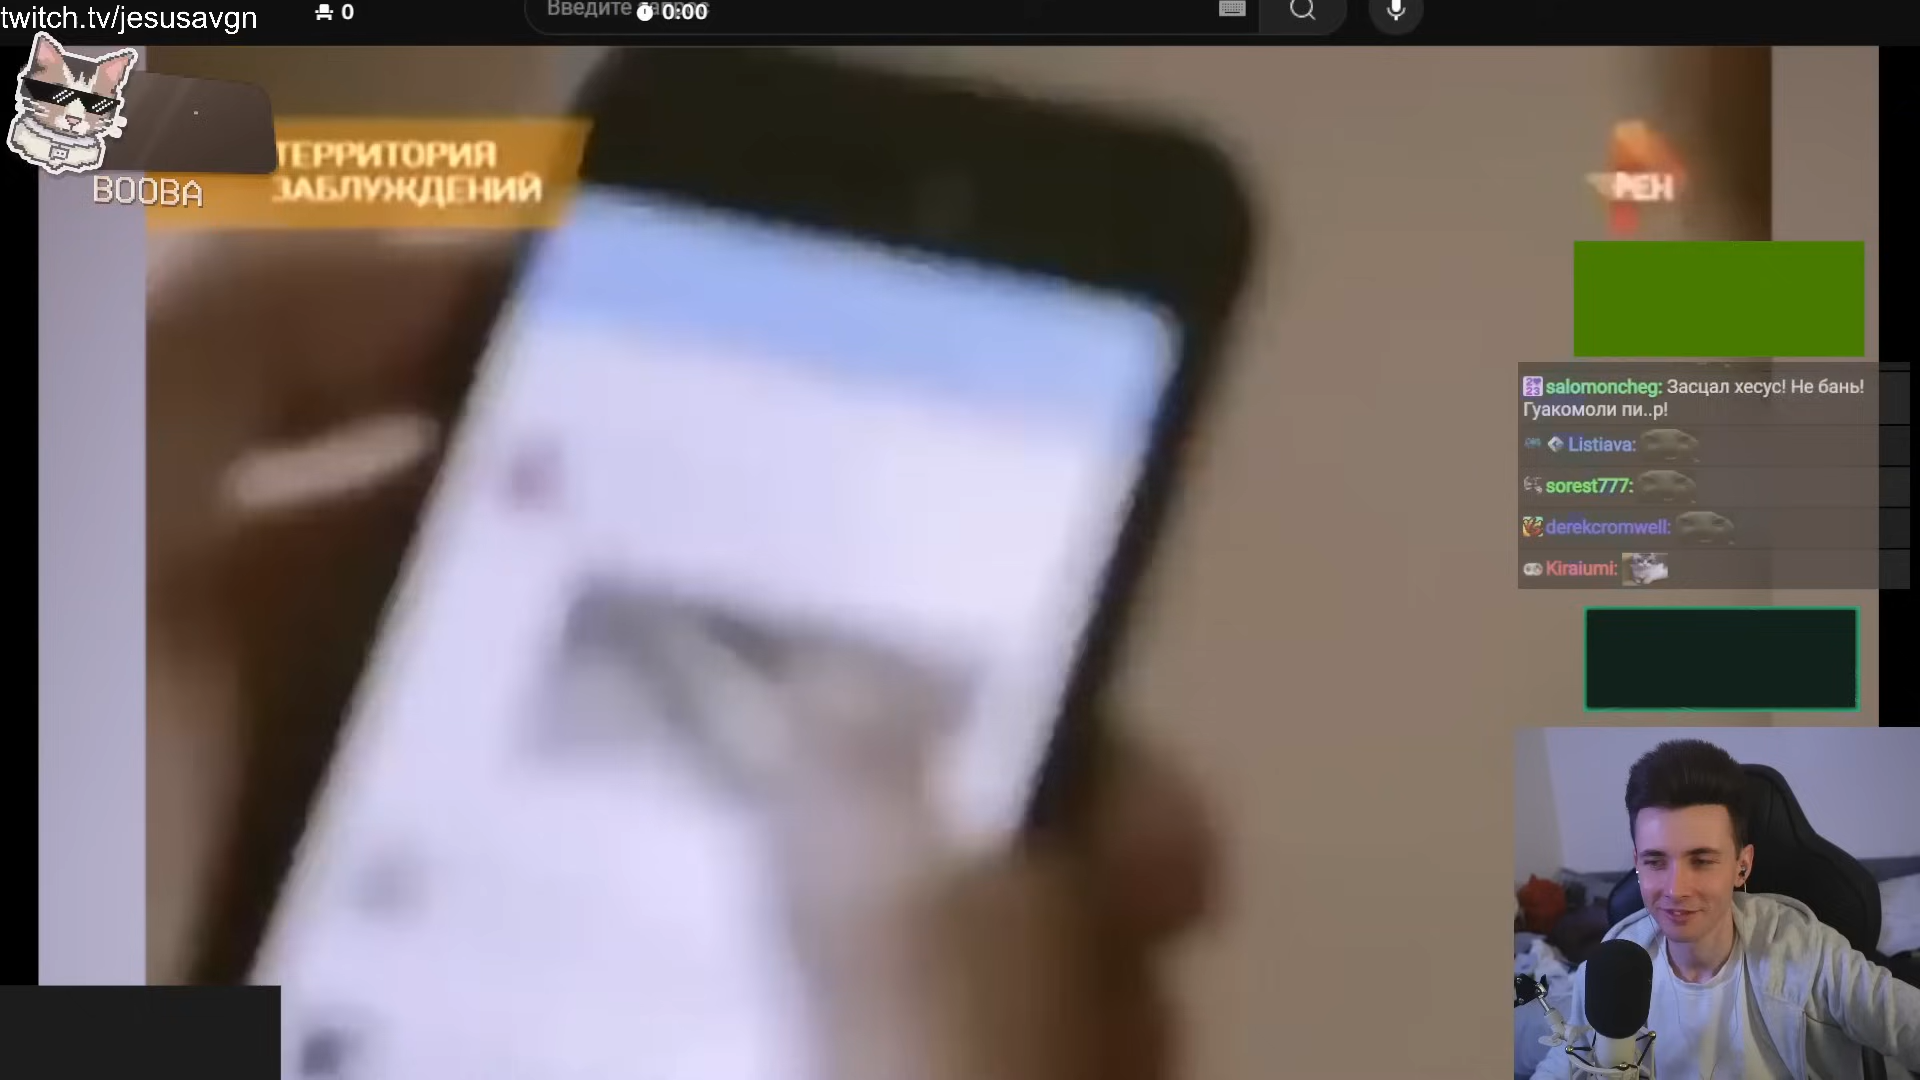 twitch.tv/jesusavgn
0
Введите запрос
0:00
ТЕРРИТОРИЯ
ЗАБЛУЖДЕНИЙ
BOOBA
РЕН
salomoncheg: Засцал хесус! Не бань!
Гуакомоли пи..р!
Listiava:
sorest777:
derekcromwell:
Kiraiumi: